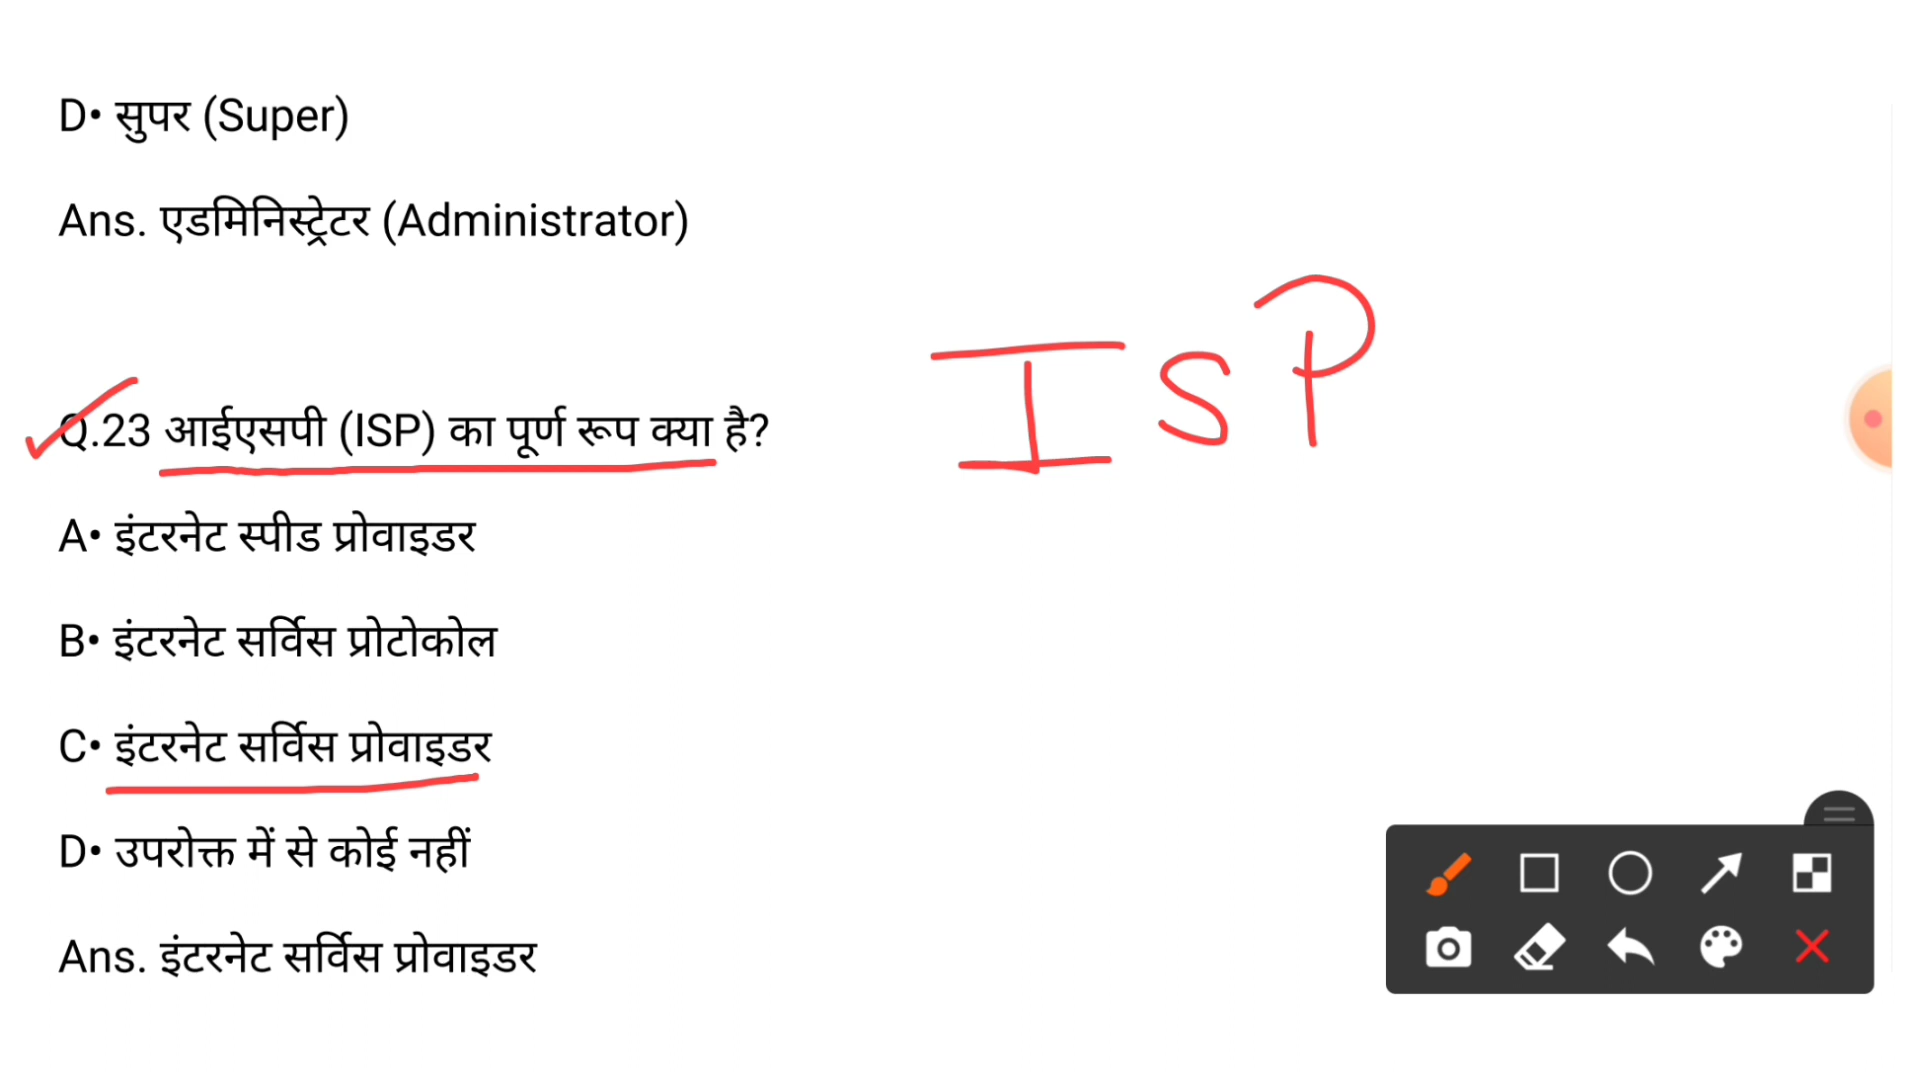 D• सुपर (Super)
Ans. एडमिनिस्ट्रेटर (Administrator)
ISP
Q.23 आईएसपी (ISP) का पूर्ण रूप क्या है?
A• इंटरनेट स्पीड प्रोवाइडर
B• इंटरनेट सर्विस प्रोटोकोल
C• इंटरनेट सर्विस प्रोवाइडर
D• उपरोक्त में से कोई नहीं
Ans. इंटरनेट सर्विस प्रोवाइडर